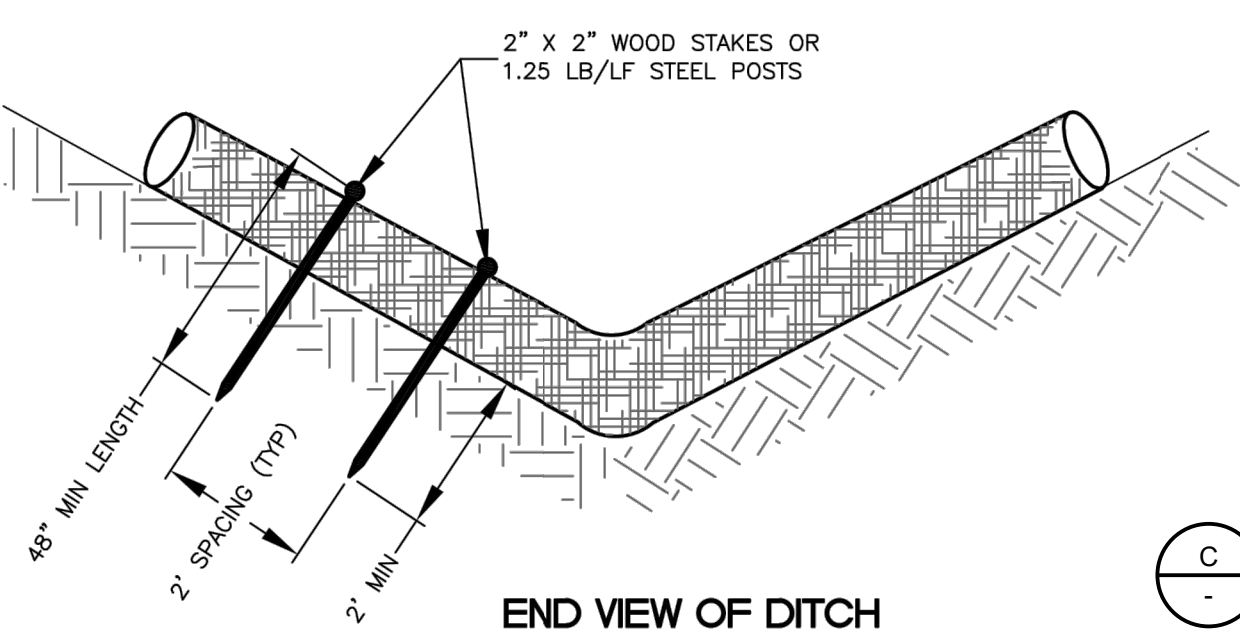 2” X 2” WOOD STAKES OR
1.25 LB/LF STEEL POSTS
48” MIN LENGTH
2' SPACING (TYP)
2' MIN
END VIEW OF DITCH
C
-